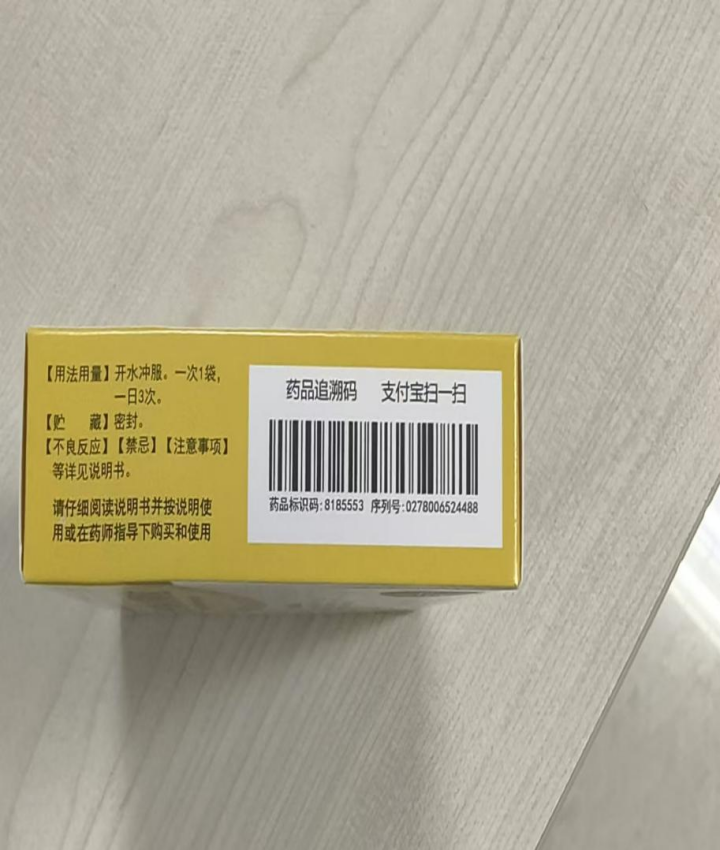 【用法用量】开水冲服。一次1袋，
一日3次。
【贮 藏】密封。
【不良反应】【禁忌】【注意事项】
等详见说明书。
请仔细阅读说明书并按说明使
用或在药师指导下购买和使用
药品追溯码 支付宝扫一扫
药品标识码:8185553 序列号:0278006524488